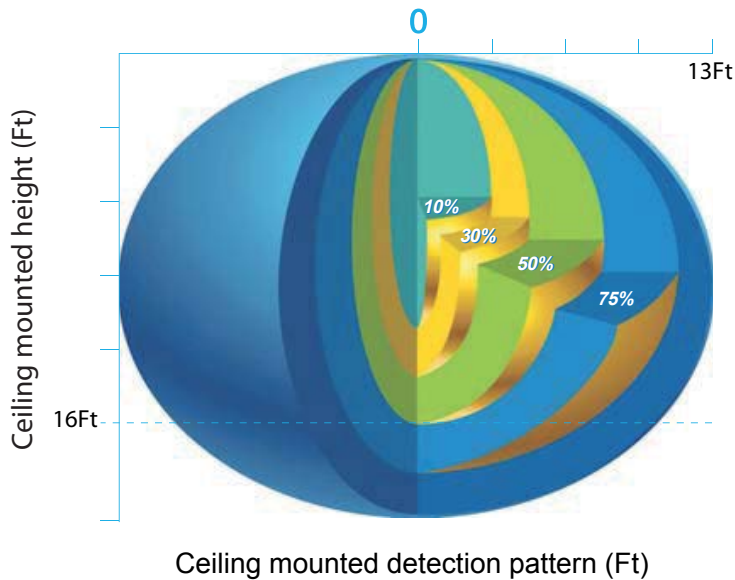 0
13Ft
Ceiling mounted height (Ft)
10%
30%
50%
75%
16Ft
Ceiling mounted detection pattern (Ft)